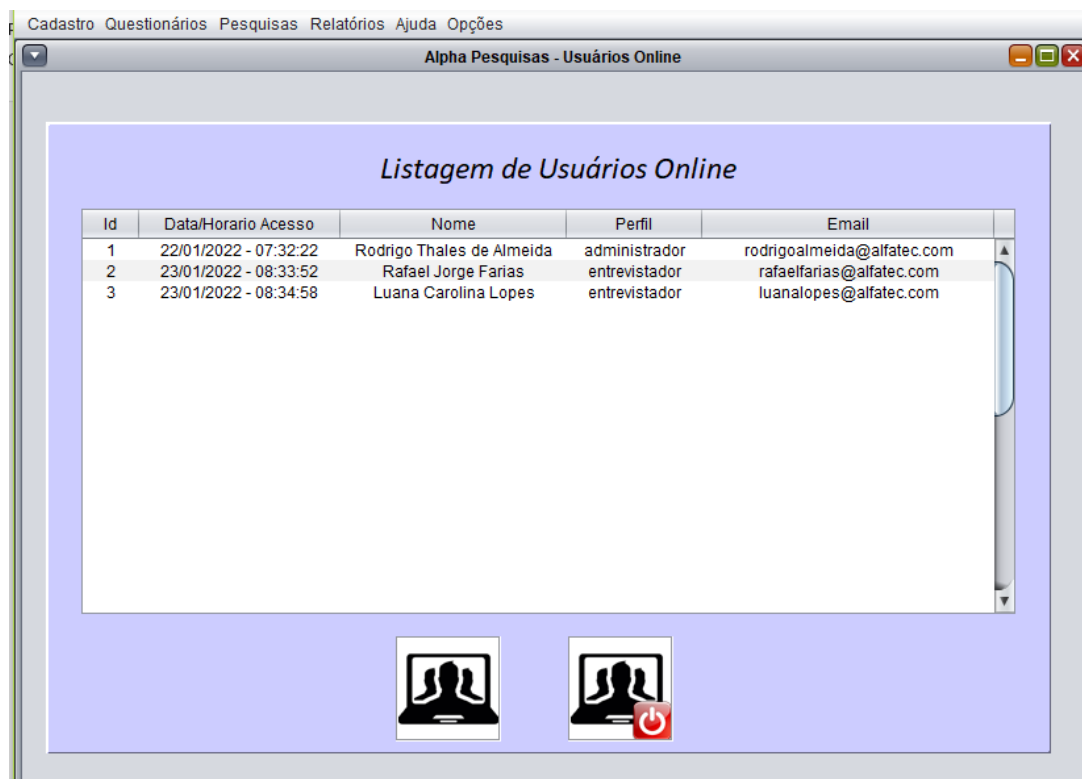 Cadastro Questionários Pesquisas Relatórios Ajuda Opções
Alpha Pesquisas - Usuários Online
Listagem de Usuários Online
Id Data/Horario Acesso Nome Perfil Email
1 22/01/2022 - 07:32:22 Rodrigo Thales de Almeida administrador rodrigoalmeida@alfatec.com
2 23/01/2022 - 08:33:52 Rafael Jorge Farias entrevistador rafaelfarias@alfatec.com
3 23/01/2022 - 08:34:58 Luana Carolina Lopes entrevistador luanalopes@alfatec.com